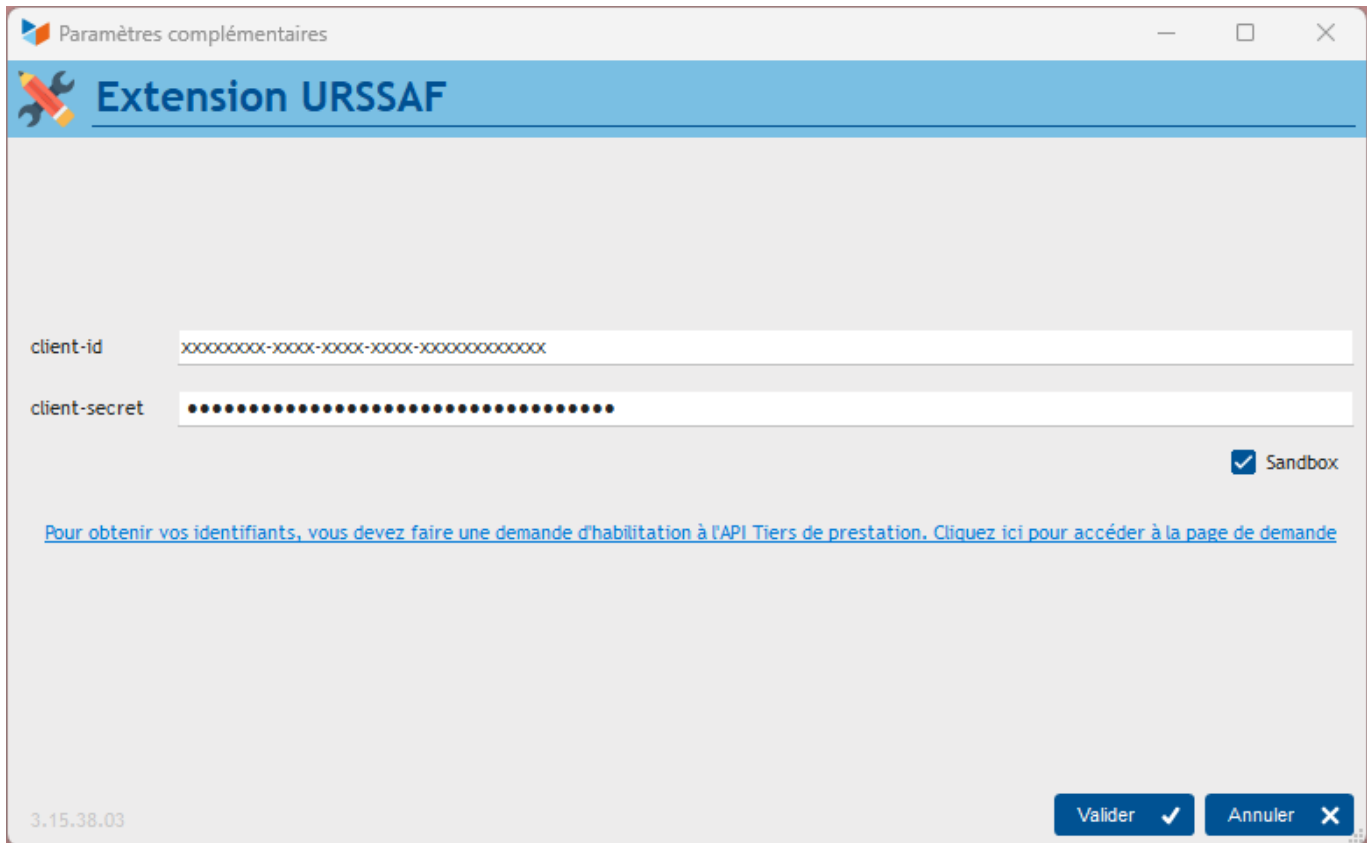 Paramètres complémentaires
Extension URSSAF
client-id xxxxxxxx-xxxx-xxxx-xxxx-xxxxxxxxxxxx
client-secret ●●●●●●●●●●●●●●●●●●●●●●●●●●●●●●●●●●●●
Sandbox
Pour obtenir vos identifiants, vous devez faire une demande d'habilitation à l'API Tiers de prestation. Cliquez ici pour accéder à la page de demande
3.15.38.03 Valider Annuler